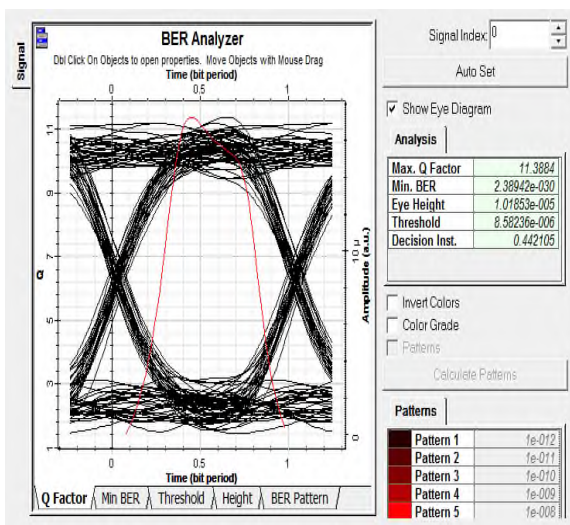 Signal
BER Analyzer
Dbl Click On Objects to open properties. Move Objects with Mouse Drag
Time (bit period)
0 0.5 1
11
9
7
5
3
1
Q
10 µ
0
Amplitude (a.u.)
0 0.5 1
Time (bit period)
Q Factor Min BER Threshold Height BER Pattern
Signal Index: 0
Auto Set
Show Eye Diagram
Analysis
Max. Q Factor 11.3884
Min. BER 2.38942e-030
Eye Height 1.01853e-005
Threshold 8.58236e-006
Decision Inst. 0.442105
Invert Colors
Color Grade
Patterns
Calculate Patterns
Patterns
Pattern 1 1e-012
Pattern 2 1e-011
Pattern 3 1e-010
Pattern 4 1e-009
Pattern 5 1e-008